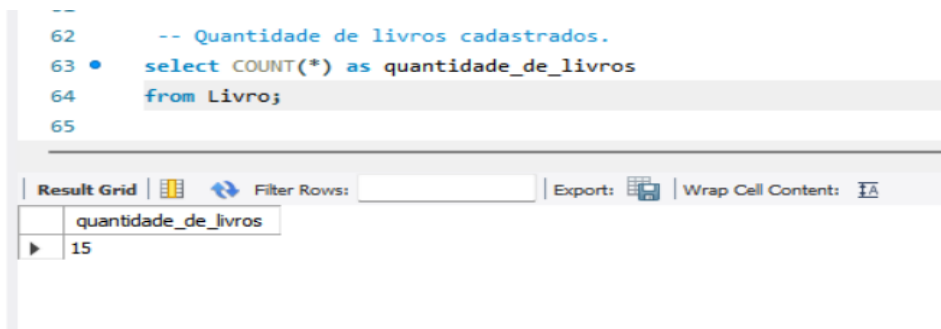 62 -- Quantidade de livros cadastrados.
63 select COUNT(*) as quantidade_de_livros
64 from Livro;
65
Result Grid Filter Rows: Export: Wrap Cell Content: IA
quantidade_de_livros
15